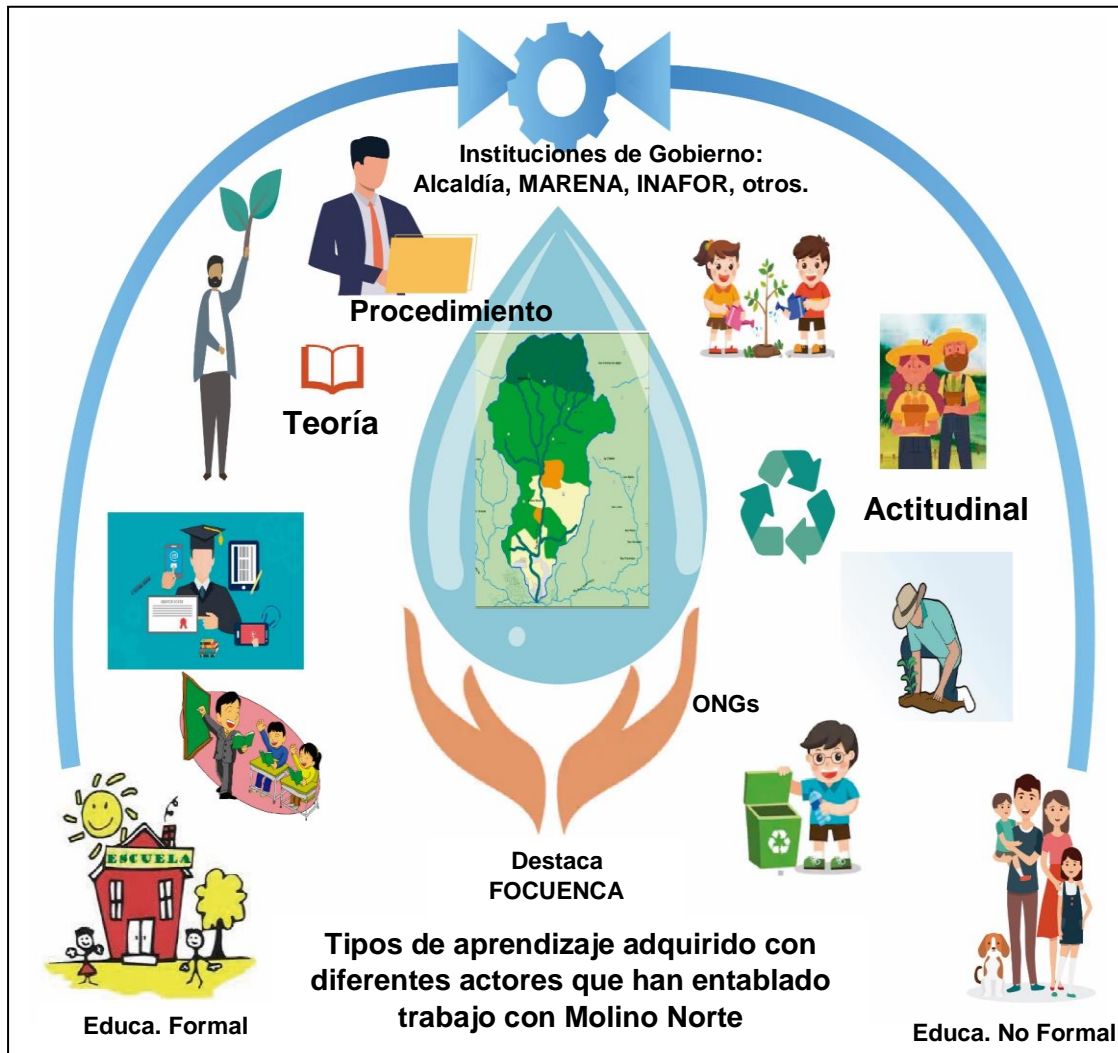 Instituciones de Gobierno:
Alcaldía, MARENA, INAFOR, otros.
Procedimiento
Teoría
Actitudinal
ONGs
ESCUELA
Destaca
FOCUENCA
Tipos de aprendizaje adquirido con
diferentes actores que han entablado
trabajo con Molino Norte
Educa. Formal
Educa. No Formal